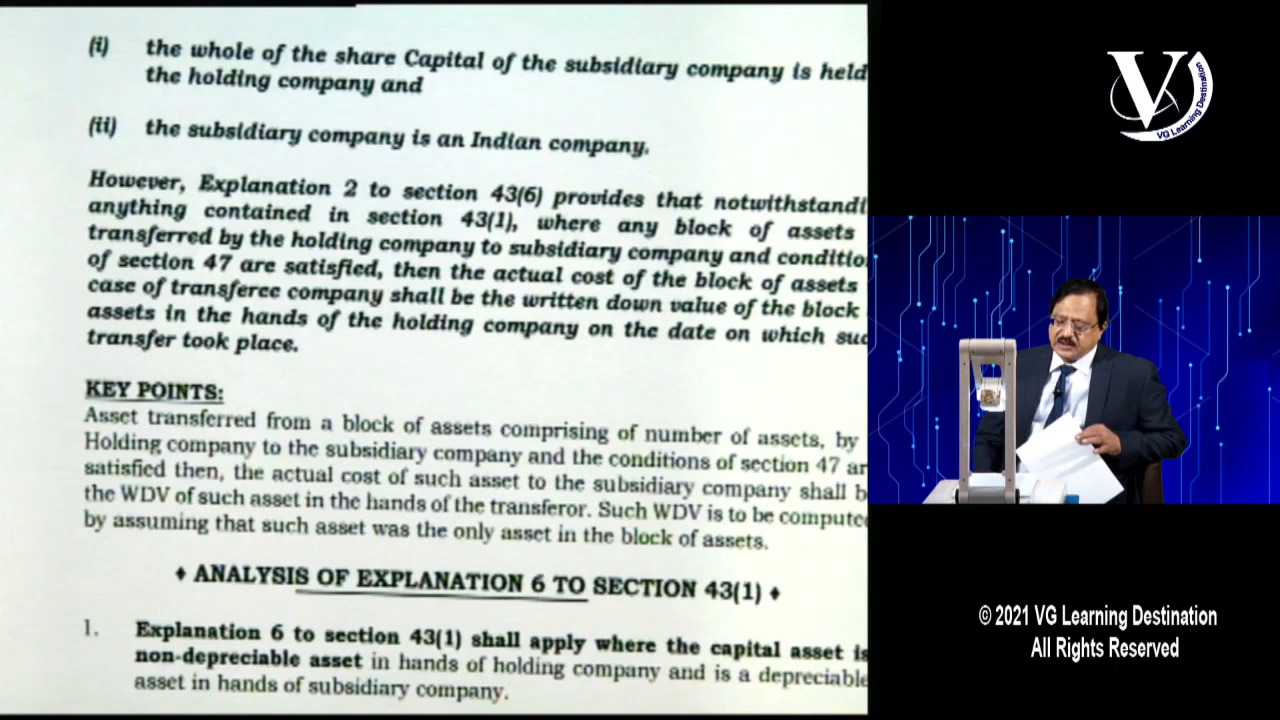 (i) the whole of the share Capital of the subsidiary company is held
the holding company and
(ii) the subsidiary company is an Indian company.
However, Explanation 2 to section 43(6) provides that notwithstandi
anything contained in section 43(1), where any block of assets
transferred by the holding company to subsidiary company and conditio
of section 47 are satisfied, then the actual cost of the block of assets
case of transferee company shall be the written down value of the block
assets in the hands of the holding company on the date on which suc
transfer took place.
KEY POINTS:
Asset transferred from a block of assets comprising of number of assets, by
Holding company to the subsidiary company and the conditions of section 47 ar
satisfied then, the actual cost of such asset to the subsidiary company shall b
the WDV of such asset in the hands of the transferor. Such WDV is to be compute
by assuming that such asset was the only asset in the block of assets.
♦ ANALYSIS OF EXPLANATION 6 TO SECTION 43(1) ♦
1. Explanation 6 to section 43(1) shall apply where the capital asset is
non-depreciable asset in hands of holding company and is a depreciable
asset in hands of subsidiary company.
V
VG Learning Destination
© 2021 VG Learning Destination
All Rights Reserved